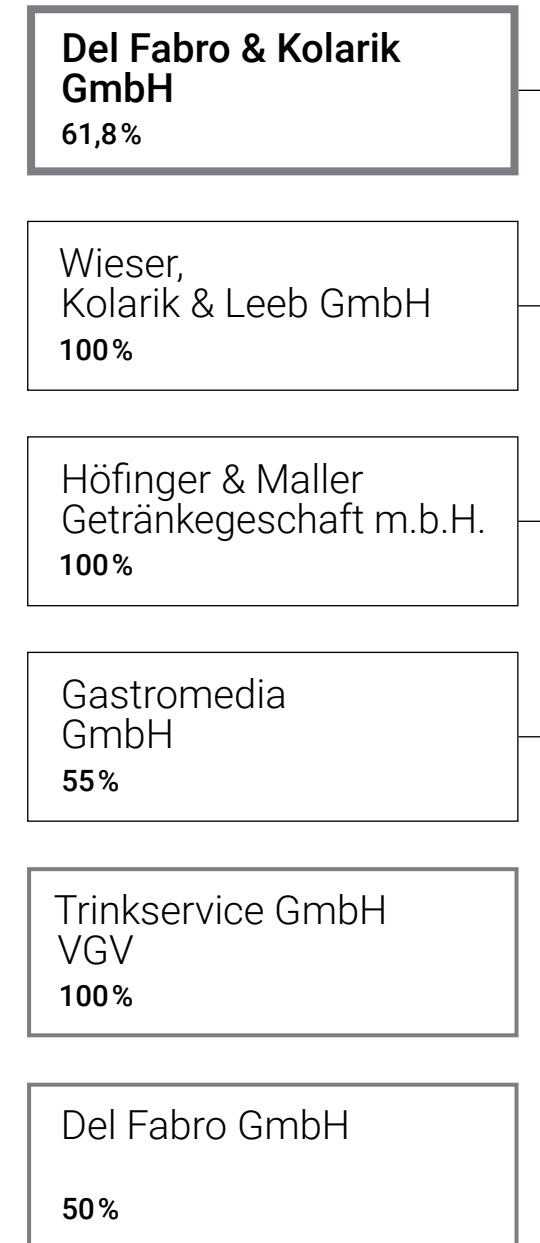 Del Fabro & Kolarik
GmbH
61,8 %
Wieser,
Kolarik & Leeb GmbH
100 %
Höfinger & Maller
Getränkegeschaft m.b.H.
100 %
Gastromedia
GmbH
55 %
Trinkservice GmbH
VGV
100 %
Del Fabro GmbH
50 %